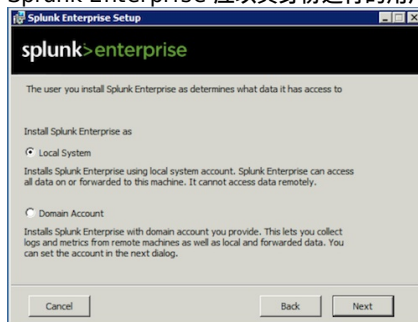 Splunk Enterprise Setup
splunk>enterprise
The user you install Splunk Enterprise as determines what data it has access to
Install Splunk Enterprise as
Local System
Installs Splunk Enterprise using local system account. Splunk Enterprise can access
all data on or forwarded to this machine. It cannot access data remotely.
Domain Account
Installs Splunk Enterprise with domain account you provide. This lets you collect
logs and metrics from remote machines as well as local and forwarded data. You
can set the account in the next dialog.
Cancel
Back
Next